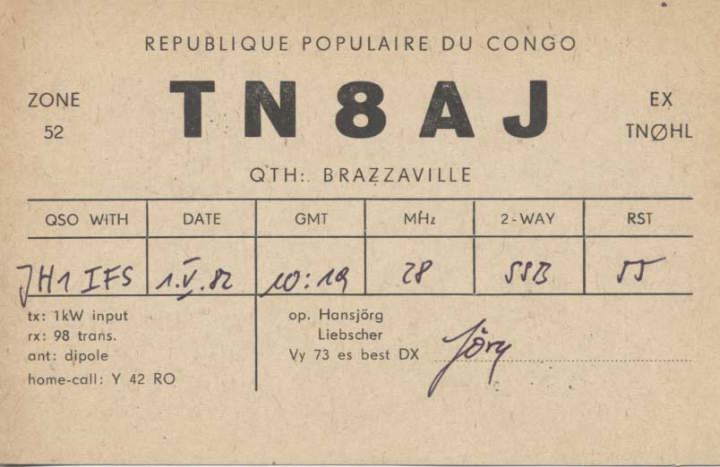 REPUBLIQUE POPULAIRE DU CONGO
ZONE 52
TN8AJ
EX TNØHL
QTH: BRAZZAVILLE
QSO WITH DATE GMT MHz 2-WAY RST
JH1 IFS 1.V.82 10:19 28 SSB 55
tx: 1kW input
rx: 98 trans.
ant: dipole
home-call: Y 42 RO
op. Hansjörg
Liebscher
Vy 73 es best DX Jörg